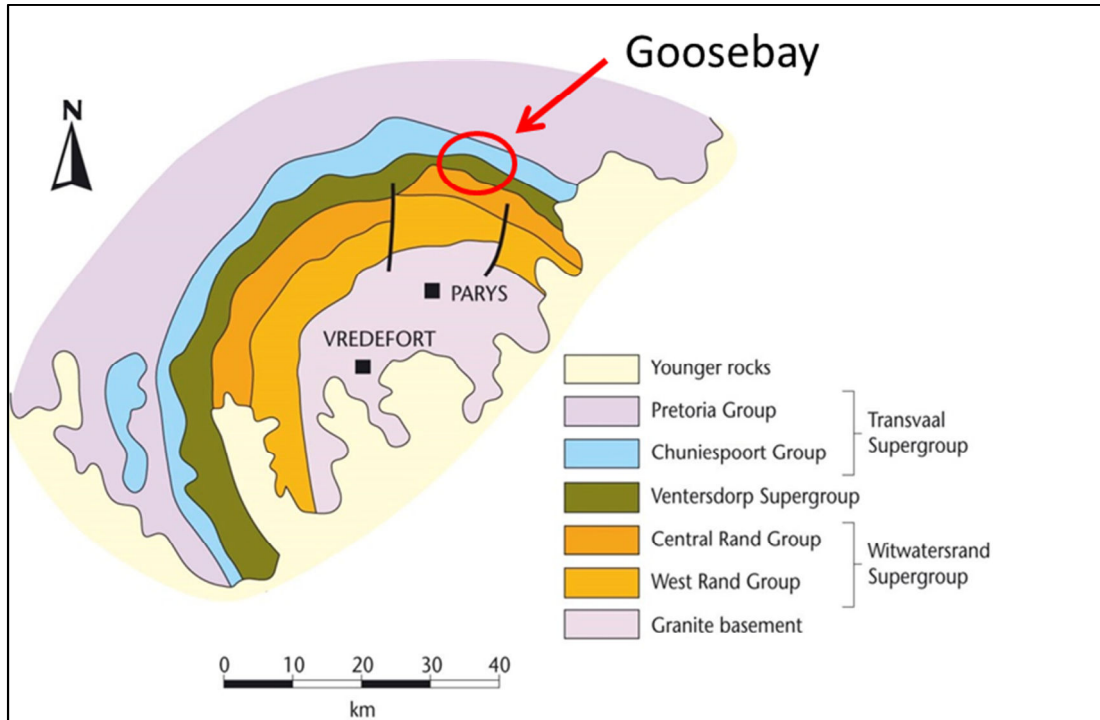 Goosebay
N
PARYS
VREDEFORT
Younger rocks
Pretoria Group
Chuniespoort Group
Transvaal
Supergroup
Ventersdorp Supergroup
Central Rand Group
West Rand Group
Witwatersrand
Supergroup
Granite basement
0 10 20 30 40
km